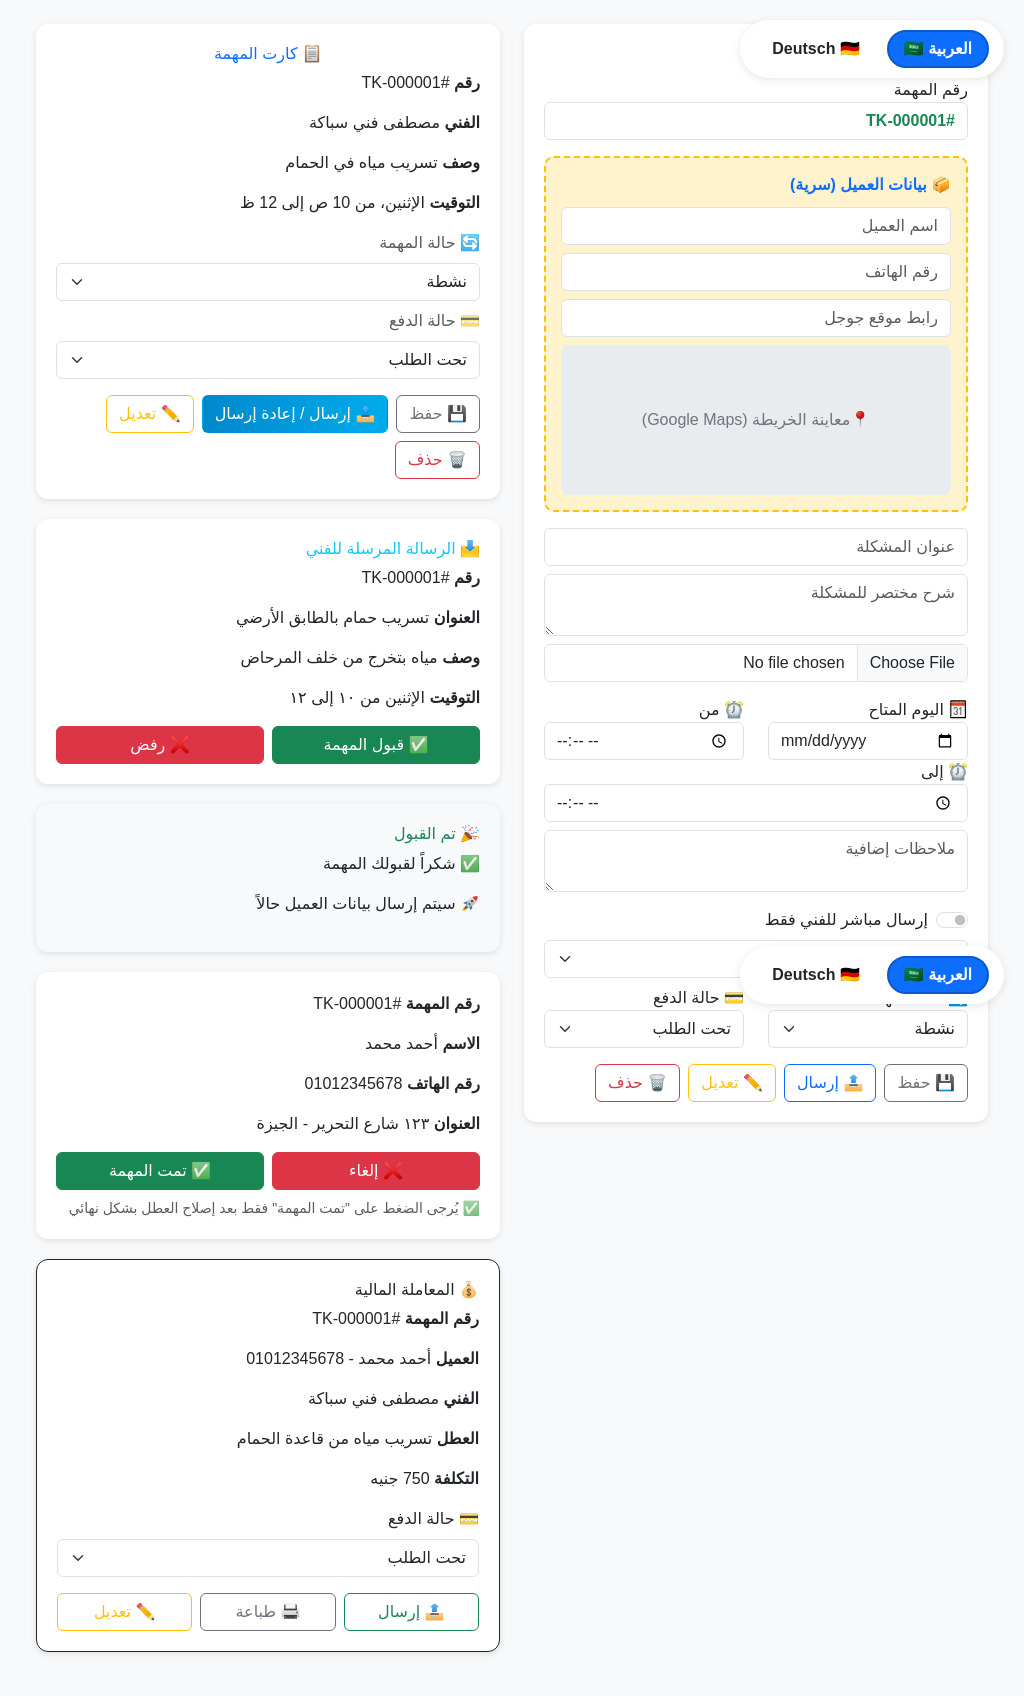 العربية 🇸🇦
Deutsch 🇩🇪
رقم المهمة
TK-000001#
📦 بيانات العميل (سرية)
اسم العميل
رقم الهاتف
رابط موقع جوجل
📍معاينة الخريطة (Google Maps)
عنوان المشكلة
شرح مختصر للمشكلة
Choose File No file chosen
📅 اليوم المتاح
⏰ من
mm/dd/yyyy
--:-- --
⏰ إلى
--:-- --
ملاحظات إضافية
إرسال مباشر للفني فقط
العربية 🇸🇦
Deutsch 🇩🇪
💳 حالة الدفع
نشطة
تحت الطلب
💾 حفظ
📤 إرسال
✏️ تعديل
🗑️ حذف
📋 كارت المهمة
رقم #TK-000001
الفني مصطفى فني سباكة
وصف تسريب مياه في الحمام
التوقيت الإثنين، من 10 ص إلى 12 ظ
🔄 حالة المهمة
نشطة
💳 حالة الدفع
تحت الطلب
💾 حفظ
📤 إرسال / إعادة إرسال
✏️ تعديل
🗑️ حذف
📩 الرسالة المرسلة للفني
رقم #TK-000001
العنوان تسريب حمام بالطابق الأرضي
وصف مياه بتخرج من خلف المرحاض
التوقيت الإثنين من ١٠ إلى ١٢
✅ قبول المهمة
❌ رفض
🎉 تم القبول
✅ شكراً لقبولك المهمة
🚀 سيتم إرسال بيانات العميل حالاً
رقم المهمة #TK-000001
الاسم أحمد محمد
رقم الهاتف 01012345678
العنوان ١٢٣ شارع التحرير - الجيزة
❌ إلغاء
✅ تمت المهمة
✅ يُرجى الضغط على "تمت المهمة" فقط بعد إصلاح العطل بشكل نهائي
💰 المعاملة المالية
رقم المهمة #TK-000001
العميل أحمد محمد - 01012345678
الفني مصطفى فني سباكة
العطل تسريب مياه من قاعدة الحمام
التكلفة 750 جنيه
💳 حالة الدفع
تحت الطلب
📤 إرسال
🖨️ طباعة
✏️ تعديل